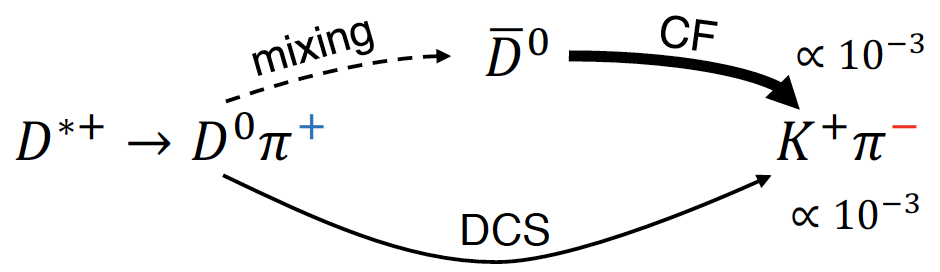 mixing
D̅⁰
CF
∝ 10⁻³
D*⁺ → D⁰π⁺
K⁺π⁻
DCS
∝ 10⁻³